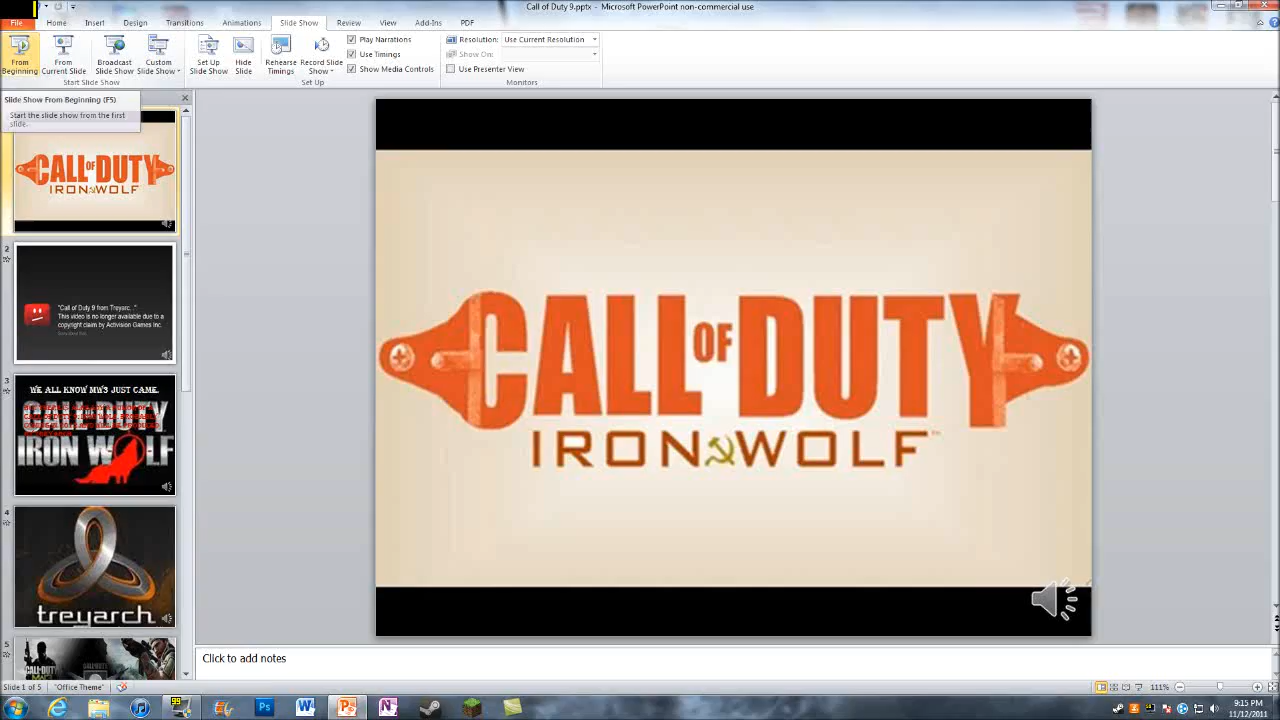 Call of Duty 9.pptx - Microsoft PowerPoint non-commercial use
File Home Insert Design Transitions Animations Slide Show Review View Add-Ins PDF
From Beginning
From Current Slide
Broadcast Slide Show
Custom Slide Show
Set Up Slide Show
Hide Slide
Rehearse Timings
Record Slide Show
Play Narrations
Use Timings
Show Media Controls
Resolution: Use Current Resolution
Show On:
Use Presenter View
Start Slide Show
Set Up
Monitors
Slide Show From Beginning (F5)
Start the slide show from the first
slide.
CALL OF DUTY
IRON WOLF
2
"Call of Duty 9 from Treyarc.. "
This video is no longer available due to a
copyright claim by Activision Games Inc.
3
WE ALL KNOW MW3 JUST CAME.
CALL OF DUTY
IRON WOLF
4
treyarch
5
CALL OF DUTY
IRON WOLF™
Click to add notes
Slide 1 of 5
"Office Theme"
111%
9:15 PM
11/12/2011